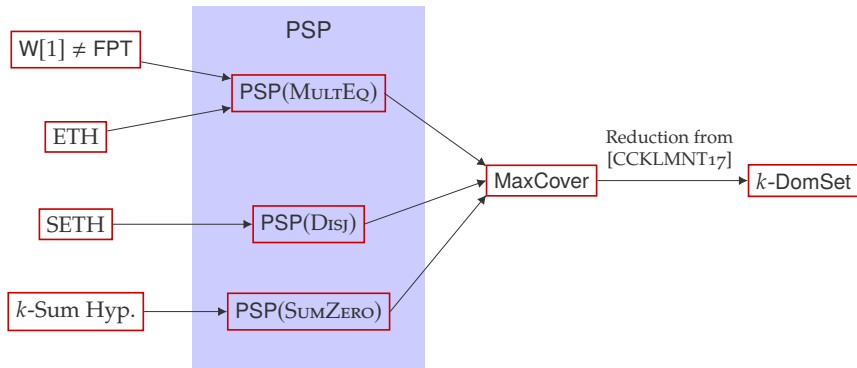 PSP
W[1] ≠ FPT
PSP(MULTEQ)
ETH
Reduction from
[CCKLMNT17]
MaxCover
k-DomSet
SETH
PSP(DISJ)
k-Sum Hyp.
PSP(SUMZERO)